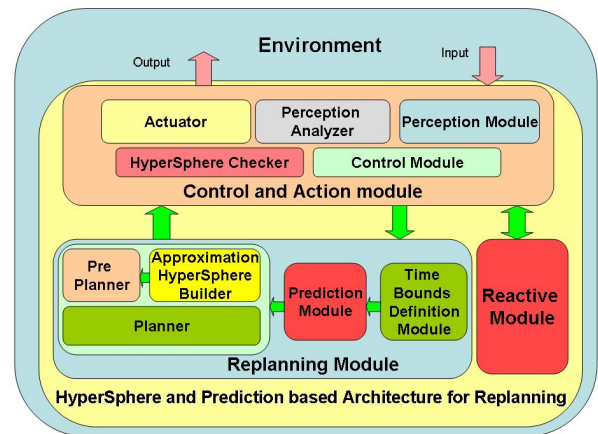 Environment
Output
Input
Actuator
Perception
Analyzer
Perception Module
HyperSphere Checker
Control Module
Control and Action module
Pre
Planner
Approximation
HyperSphere
Builder
Planner
Prediction
Module
Time
Bounds
Definition
Module
Reactive
Module
Replanning Module
HyperSphere and Prediction based Architecture for Replanning